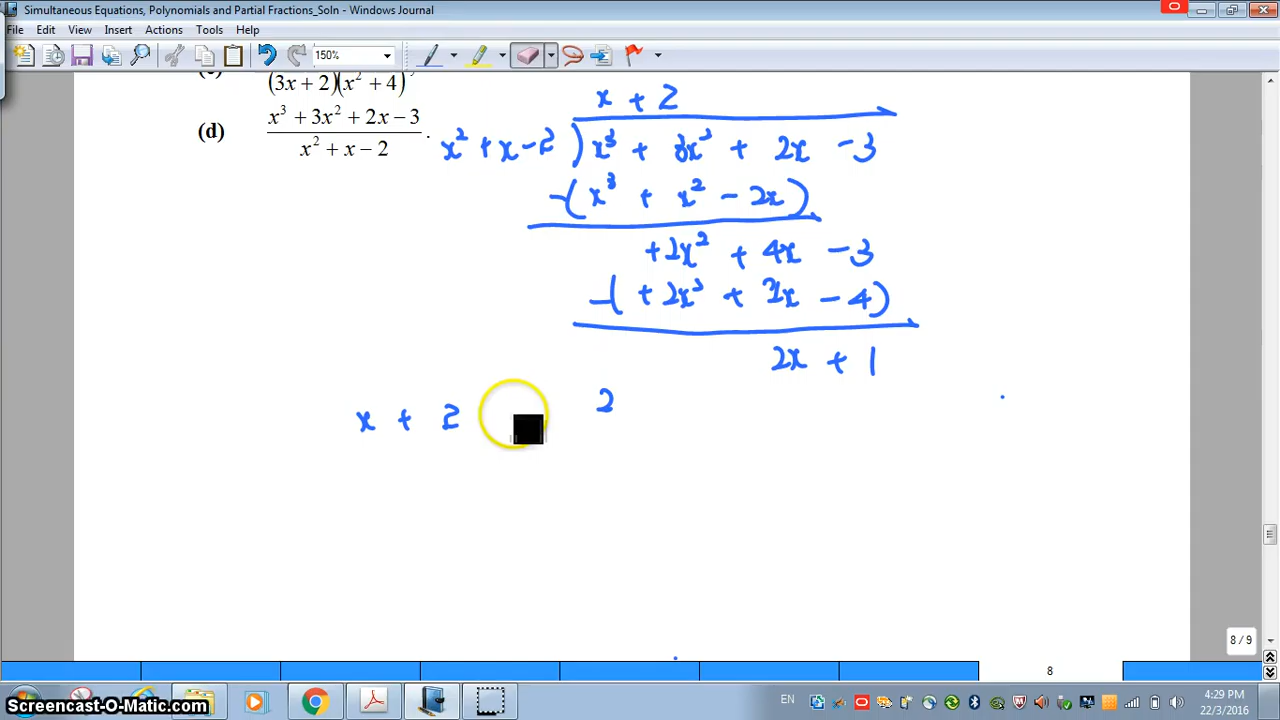 Simultaneous Equations, Polynomials and Partial Fractions_Soln - Windows Journal
File Edit View Insert Actions Tools Help
150%
(3x + 2)(x² + 4)
x + 2
(d) x³ + 3x² + 2x − 3
x² + x − 2 .
x² + x − 2 ) x³ + 3x² + 2x − 3
−(x³ + x² − 2x)
+2x² + 4x − 3
−( + 2x² + 2x − 4)
2x + 1
x + 2 2
8 / 9
8
SCREENCAST-O-MATIC.com
EN
4:29 PM
22/3/2016